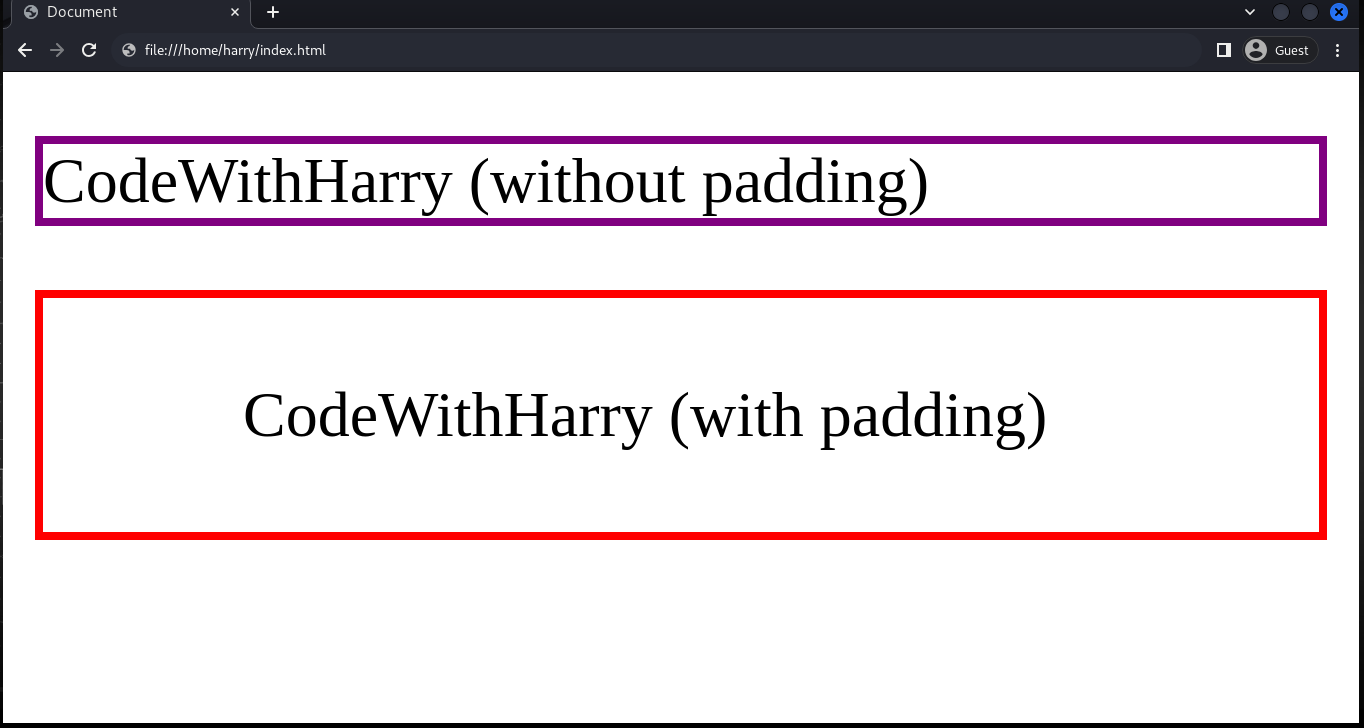 Document
file:///home/harry/index.html
Guest
CodeWithHarry (without padding)
CodeWithHarry (with padding)